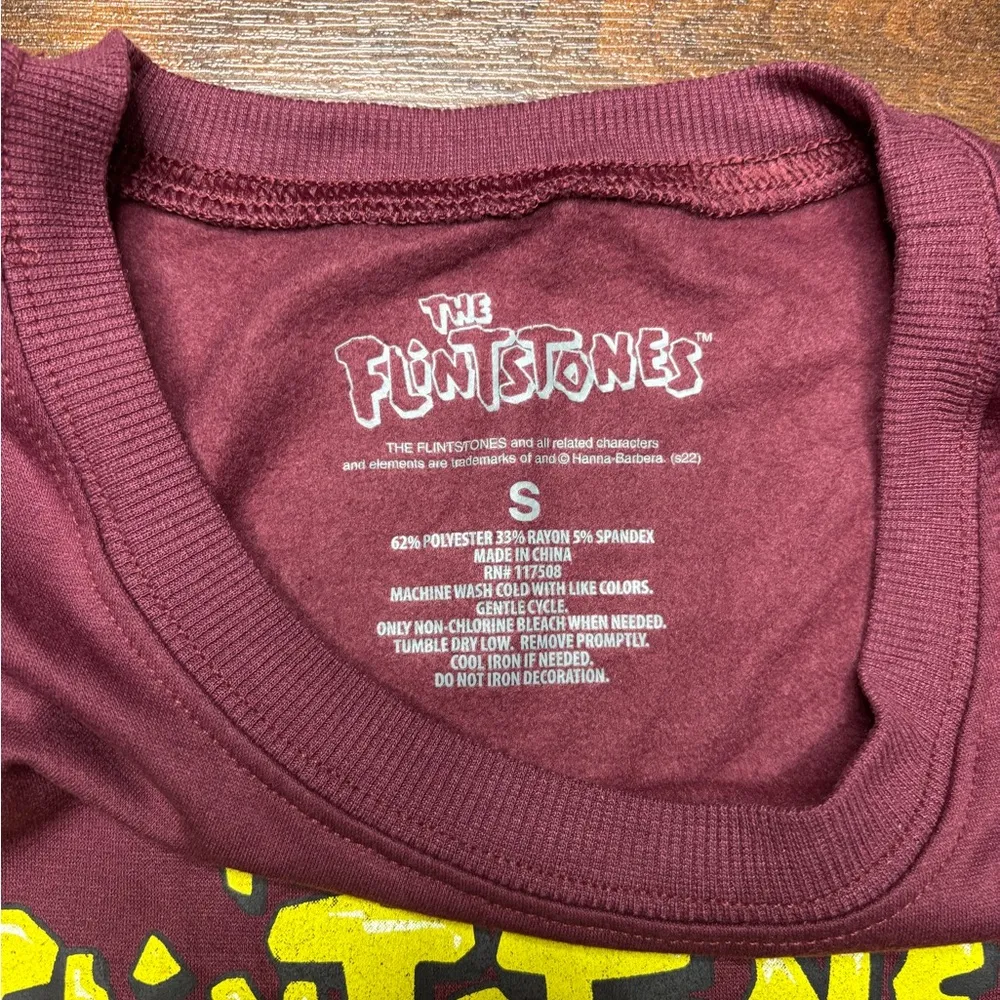 THE
FLINTSTONES™
THE FLINTSTONES and all related characters
and elements are trademarks of and © Hanna-Barbera. (s22)
S
62% POLYESTER 33% RAYON 5% SPANDEX
MADE IN CHINA
RN# 117508
MACHINE WASH COLD WITH LIKE COLORS.
GENTLE CYCLE.
ONLY NON-CHLORINE BLEACH WHEN NEEDED.
TUMBLE DRY LOW. REMOVE PROMPTLY.
COOL IRON IF NEEDED.
DO NOT IRON DECORATION.